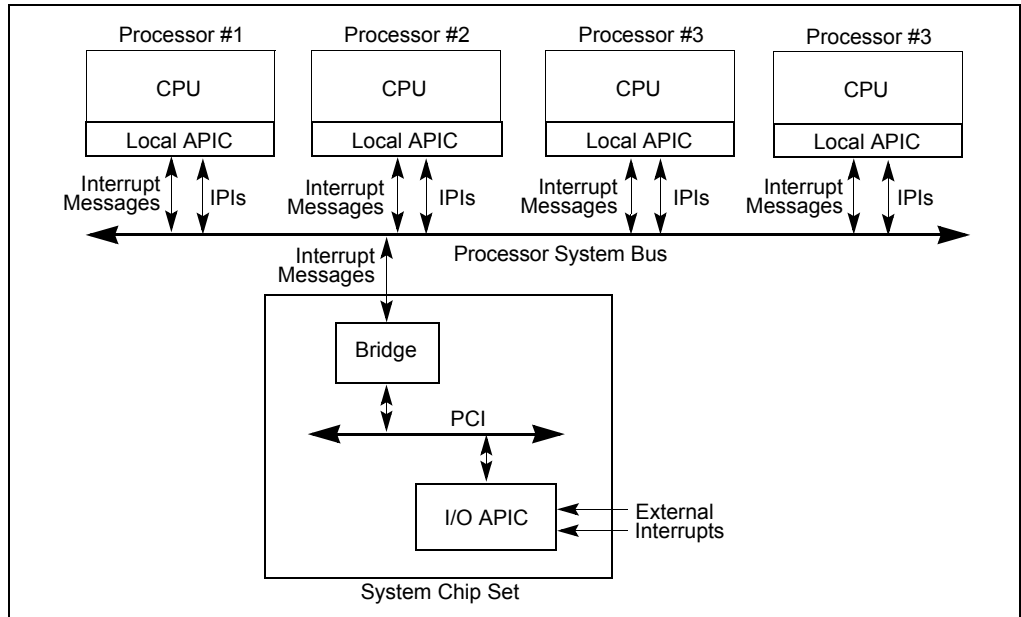 Processor #1
Processor #2
Processor #3
Processor #3
CPU
CPU
CPU
CPU
Local APIC
Local APIC
Local APIC
Local APIC
Interrupt
Messages
IPIs
Interrupt
Messages
IPIs
Interrupt
Messages
IPIs
Interrupt
Messages
IPIs
Processor System Bus
Interrupt
Messages
Bridge
PCI
I/O APIC
External
Interrupts
System Chip Set